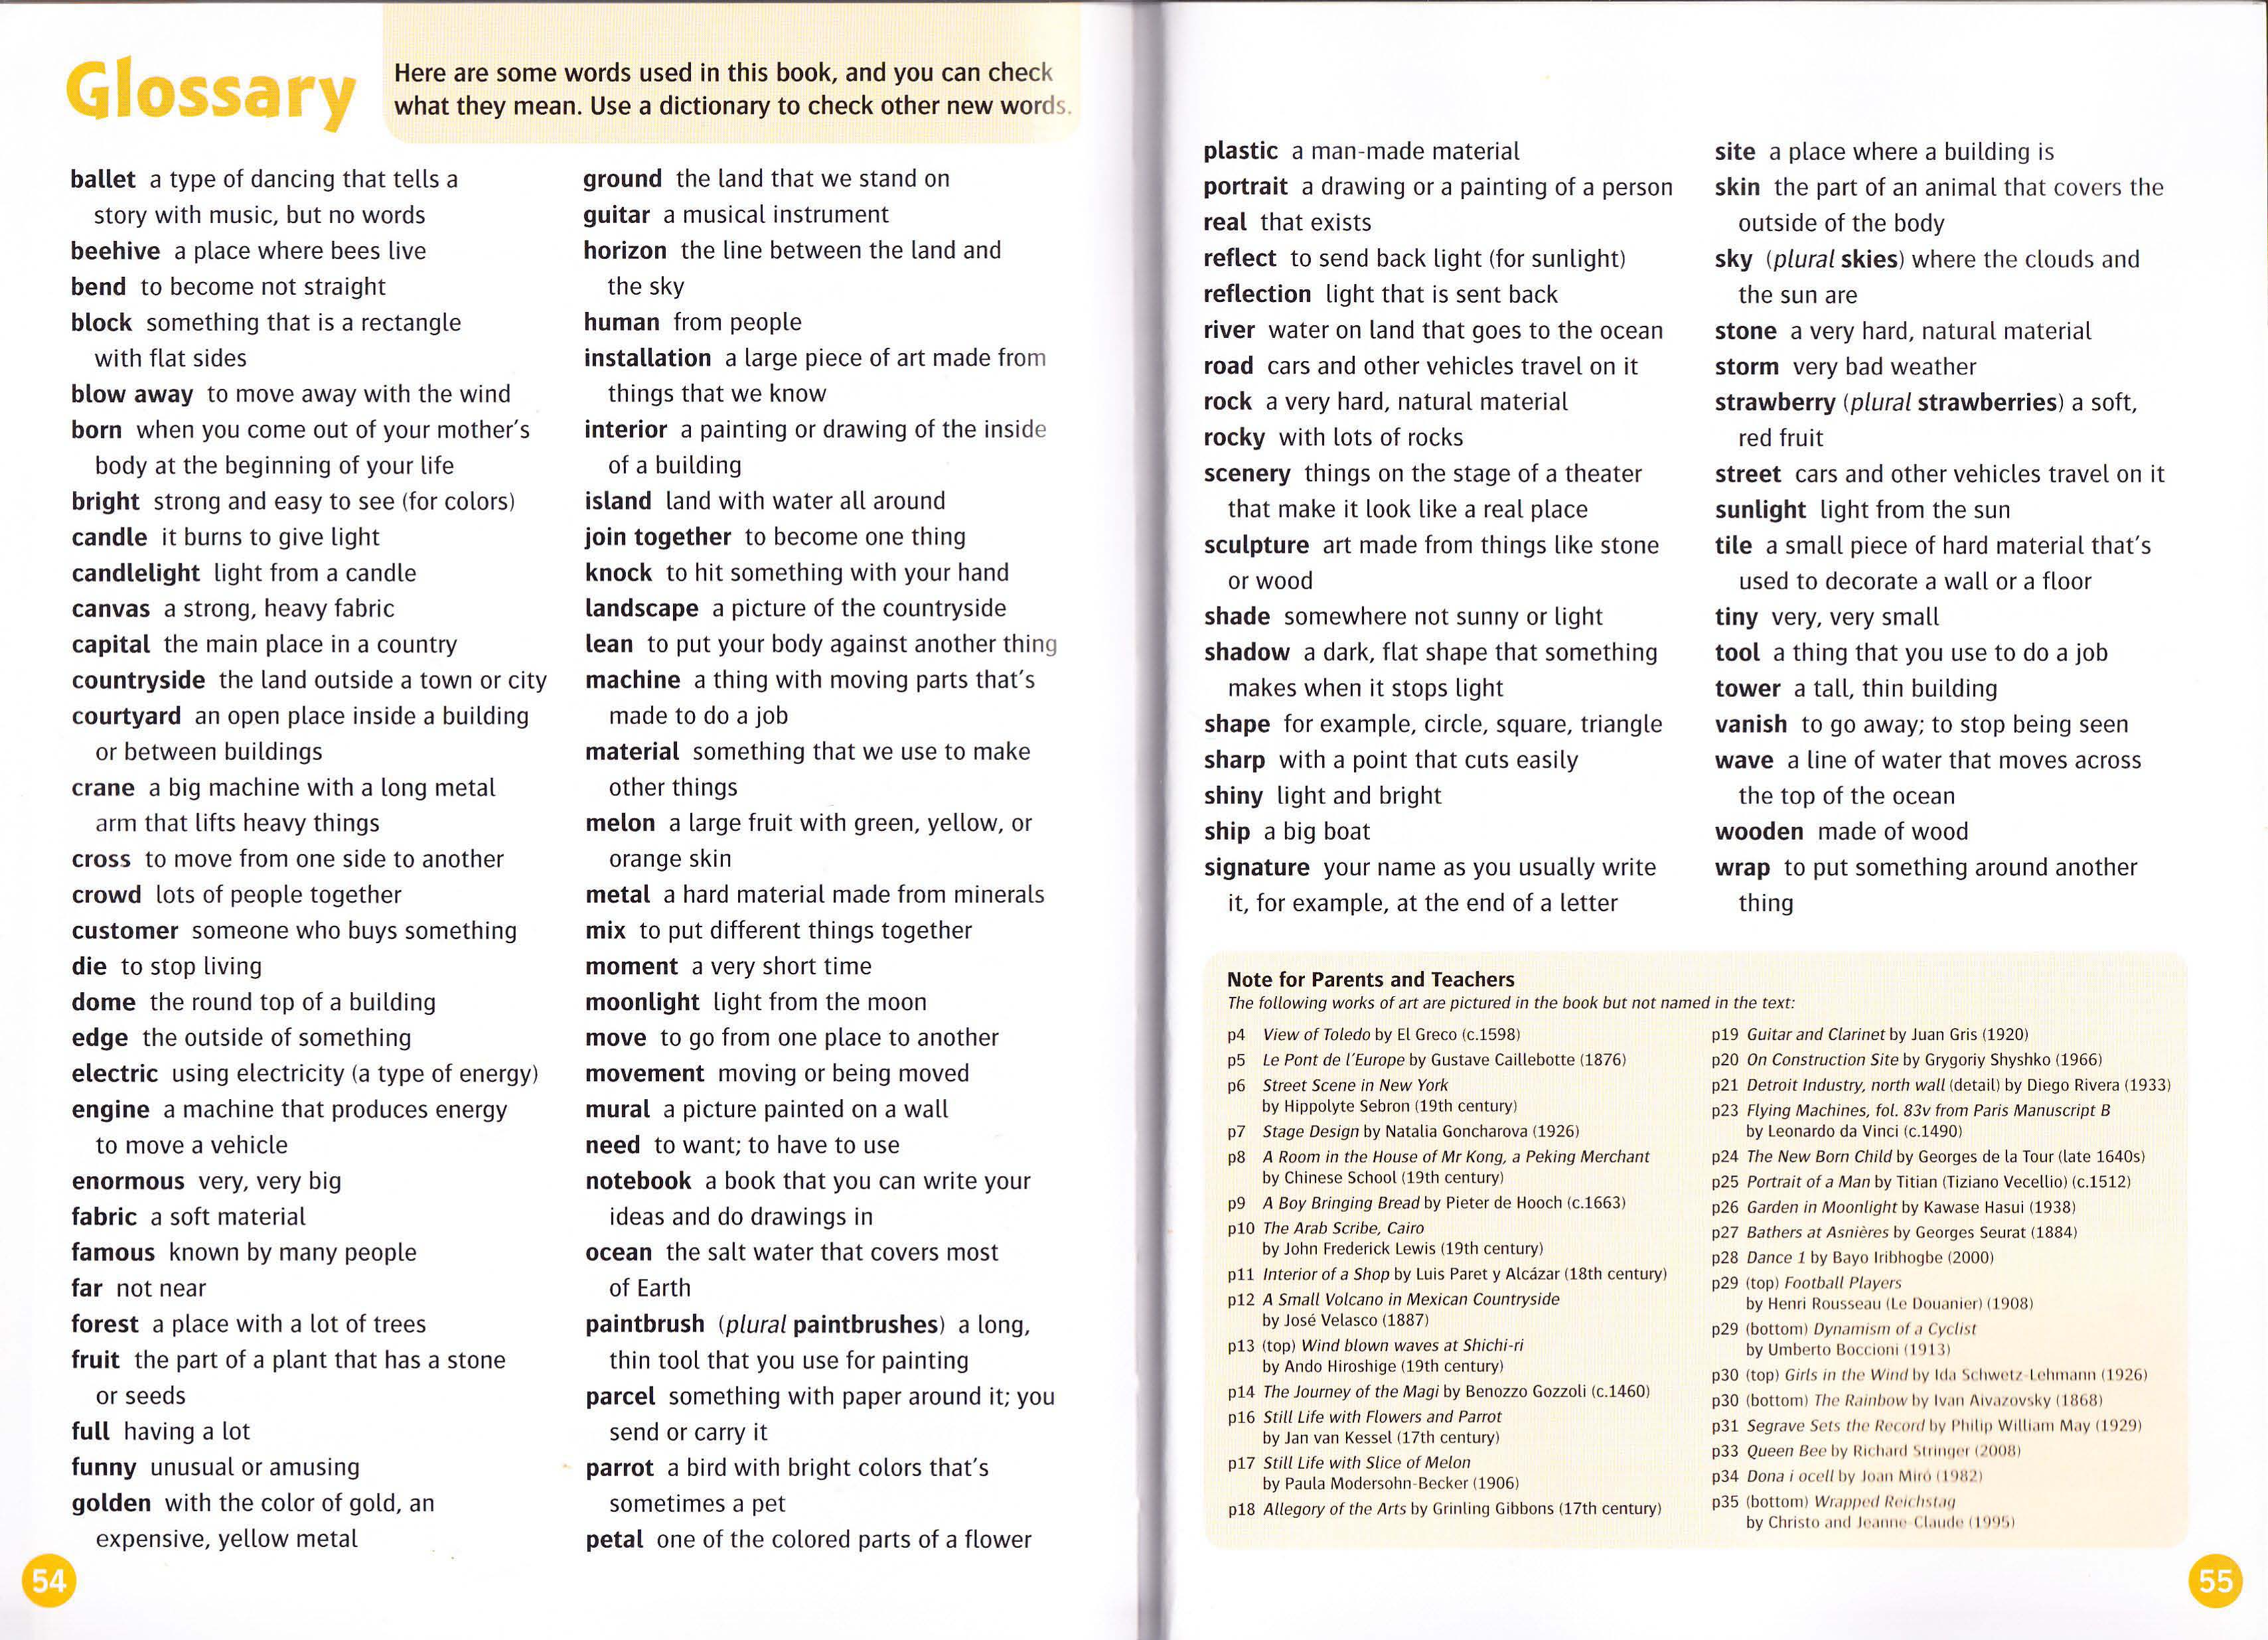 Glossary
Here are some words used in this book, and you can check
what they mean. Use a dictionary to check other new words.
ballet a type of dancing that tells a
story with music, but no words
beehive a place where bees live
bend to become not straight
block something that is a rectangle
with flat sides
blow away to move away with the wind
born when you come out of your mother's
body at the beginning of your life
bright strong and easy to see (for colors)
candle it burns to give light
candlelight light from a candle
canvas a strong, heavy fabric
capital the main place in a country
countryside the land outside a town or city
courtyard an open place inside a building
or between buildings
crane a big machine with a long metal
arm that lifts heavy things
cross to move from one side to another
crowd lots of people together
customer someone who buys something
die to stop living
dome the round top of a building
edge the outside of something
electric using electricity (a type of energy)
engine a machine that produces energy
to move a vehicle
enormous very, very big
fabric a soft material
famous known by many people
far not near
forest a place with a lot of trees
fruit the part of a plant that has a stone
or seeds
full having a lot
funny unusual or amusing
golden with the color of gold, an
expensive, yellow metal
ground the land that we stand on
guitar a musical instrument
horizon the line between the land and
the sky
human from people
installation a large piece of art made from
things that we know
interior a painting or drawing of the inside
of a building
island land with water all around
join together to become one thing
knock to hit something with your hand
landscape a picture of the countryside
lean to put your body against another thing
machine a thing with moving parts that's
made to do a job
material something that we use to make
other things
melon a large fruit with green, yellow, or
orange skin
metal a hard material made from minerals
mix to put different things together
moment a very short time
moonlight light from the moon
move to go from one place to another
movement moving or being moved
mural a picture painted on a wall
need to want; to have to use
notebook a book that you can write your
ideas and do drawings in
ocean the salt water that covers most
of Earth
paintbrush (plural paintbrushes) a long,
thin tool that you use for painting
parcel something with paper around it; you
send or carry it
parrot a bird with bright colors that's
sometimes a pet
petal one of the colored parts of a flower
54
plastic a man-made material
portrait a drawing or a painting of a person
real that exists
reflect to send back light (for sunlight)
reflection light that is sent back
river water on land that goes to the ocean
road cars and other vehicles travel on it
rock a very hard, natural material
rocky with lots of rocks
scenery things on the stage of a theater
that make it look like a real place
sculpture art made from things like stone
or wood
shade somewhere not sunny or light
shadow a dark, flat shape that something
makes when it stops light
shape for example, circle, square, triangle
sharp with a point that cuts easily
shiny light and bright
ship a big boat
signature your name as you usually write
it, for example, at the end of a letter
site a place where a building is
skin the part of an animal that covers the
outside of the body
sky (plural skies) where the clouds and
the sun are
stone a very hard, natural material
storm very bad weather
strawberry (plural strawberries) a soft,
red fruit
street cars and other vehicles travel on it
sunlight light from the sun
tile a small piece of hard material that's
used to decorate a wall or a floor
tiny very, very small
tool a thing that you use to do a job
tower a tall, thin building
vanish to go away; to stop being seen
wave a line of water that moves across
the top of the ocean
wooden made of wood
wrap to put something around another
thing
Note for Parents and Teachers
The following works of art are pictured in the book but not named in the text:
p4 View of Toledo by El Greco (c.1598)
p5 Le Pont de l'Europe by Gustave Caillebotte (1876)
p6 Street Scene in New York
by Hippolyte Sebron (19th century)
p7 Stage Design by Natalia Goncharova (1926)
p8 A Room in the House of Mr Kong, a Peking Merchant
by Chinese School (19th century)
p9 A Boy Bringing Bread by Pieter de Hooch (c.1663)
p10 The Arab Scribe, Cairo
by John Frederick Lewis (19th century)
p11 Interior of a Shop by Luis Paret y Alcázar (18th century)
p12 A Small Volcano in Mexican Countryside
by José Velasco (1887)
p13 (top) Wind blown waves at Shichi-ri
by Ando Hiroshige (19th century)
p14 The Journey of the Magi by Benozzo Gozzoli (c.1460)
p16 Still Life with Flowers and Parrot
by Jan van Kessel (17th century)
p17 Still Life with Slice of Melon
by Paula Modersohn-Becker (1906)
p18 Allegory of the Arts by Grinling Gibbons (17th century)
p19 Guitar and Clarinet by Juan Gris (1920)
p20 On Construction Site by Grygoriy Shyshko (1966)
p21 Detroit Industry, north wall (detail) by Diego Rivera (1933)
p23 Flying Machines, fol. 83v from Paris Manuscript B
by Leonardo da Vinci (c.1490)
p24 The New Born Child by Georges de la Tour (late 1640s)
p25 Portrait of a Man by Titian (Tiziano Vecellio) (c.1512)
p26 Garden in Moonlight by Kawase Hasui (1938)
p27 Bathers at Asnières by Georges Seurat (1884)
p28 Dance 1 by Bayo Iribhogbe (2000)
p29 (top) Football Players
by Henri Rousseau (Le Douanier) (1908)
p29 (bottom) Dynamism of a Cyclist
by Umberto Boccioni (1913)
p30 (top) Girls in the Wind by Ida Schwetz-Lehmann (1926)
p30 (bottom) The Rainbow by Ivan Aivazovsky (1868)
p31 Segrave Sets the Record by Philip William May (1929)
p33 Queen Bee by Richard Stringer (2008)
p34 Dona i ocell by Joan Miró (1982)
p35 (bottom) Wrapped Reichstag
by Christo and Jeanne-Claude (1995)
55